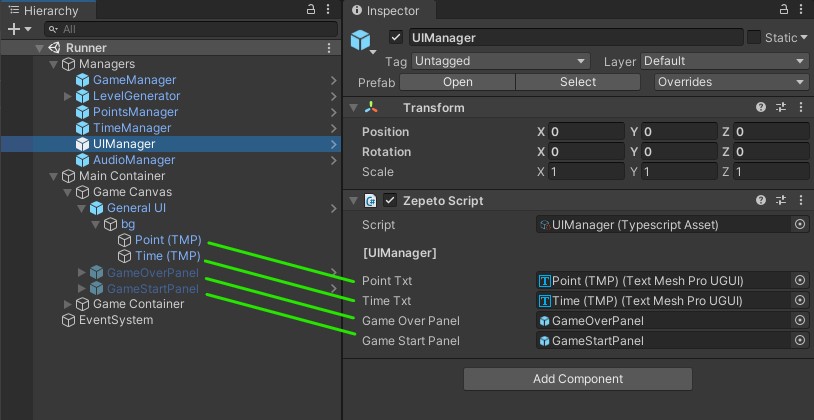 Hierarchy
All
Runner
Managers
GameManager
LevelGenerator
PointsManager
TimeManager
UIManager
AudioManager
Main Container
Game Canvas
General UI
bg
Point (TMP)
Time (TMP)
GameOverPanel
GameStartPanel
Game Container
EventSystem
Inspector
UIManager Static
Tag Untagged Layer Default
Prefab Open Select Overrides
Transform
Position X 0 Y 0 Z 0
Rotation X 0 Y 0 Z 0
Scale X 1 Y 1 Z 1
Zepeto Script
Script UIManager (Typescript Asset)
[UIManager]
Point Txt Point (TMP) (Text Mesh Pro UGUI)
Time Txt Time (TMP) (Text Mesh Pro UGUI)
Game Over Panel GameOverPanel
Game Start Panel GameStartPanel
Add Component